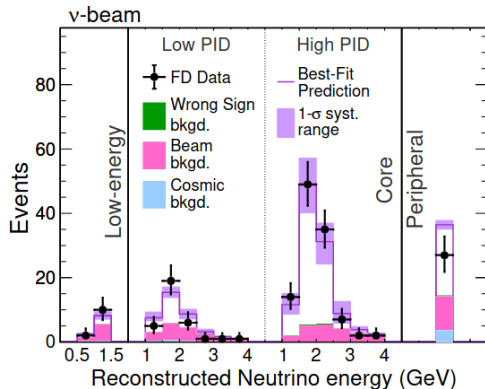 ν-beam
Low PID
High PID
FD Data
Wrong Sign
bkgd.
Beam
bkgd.
Cosmic
bkgd.
Best-Fit
Prediction
1-σ syst.
range
Low-energy
Core
Peripheral
Events
80
60
40
20
0
0.5 1.5 1 2 3 4 1 2 3 4
Reconstructed Neutrino energy (GeV)